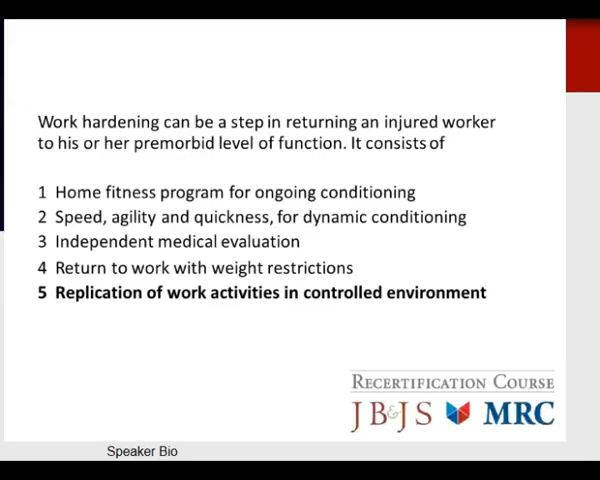 Work hardening can be a step in returning an injured worker
to his or her premorbid level of function. It consists of
1 Home fitness program for ongoing conditioning
2 Speed, agility and quickness, for dynamic conditioning
3 Independent medical evaluation
4 Return to work with weight restrictions
5 Replication of work activities in controlled environment
RECERTIFICATION COURSE
JB&JS MRC
Speaker Bio